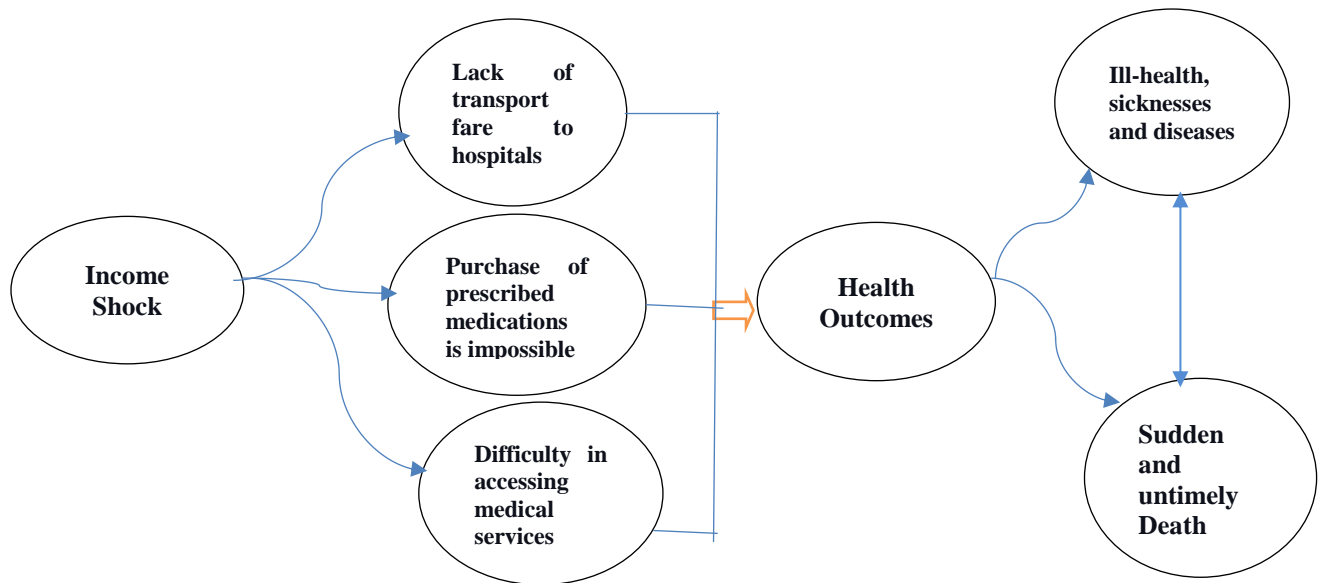 Income
Shock
Lack of
transport
fare to
hospitals
Purchase of
prescribed
medications
is impossible
Difficulty in
accessing
medical
services
Health
Outcomes
Ill-health,
sicknesses
and diseases
Sudden
and
untimely
Death